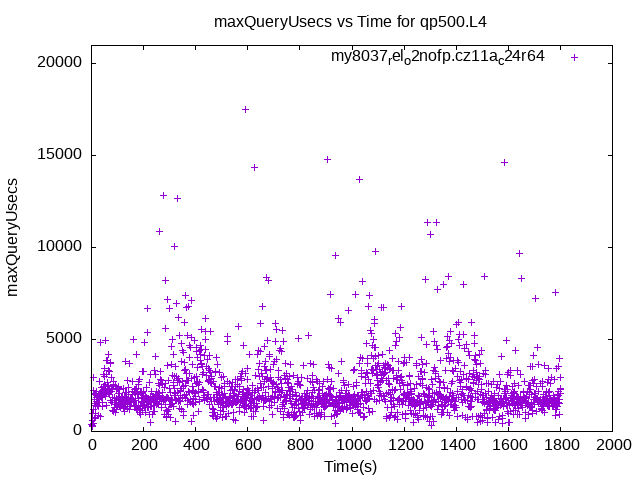 maxQueryUsecs vs Time for qp500.L4
my8037relo2nofp.cz11ac24r64
20000
15000
10000
5000
0
maxQueryUsecs
0 200 400 600 800 1000 1200 1400 1600 1800 2000
Time(s)